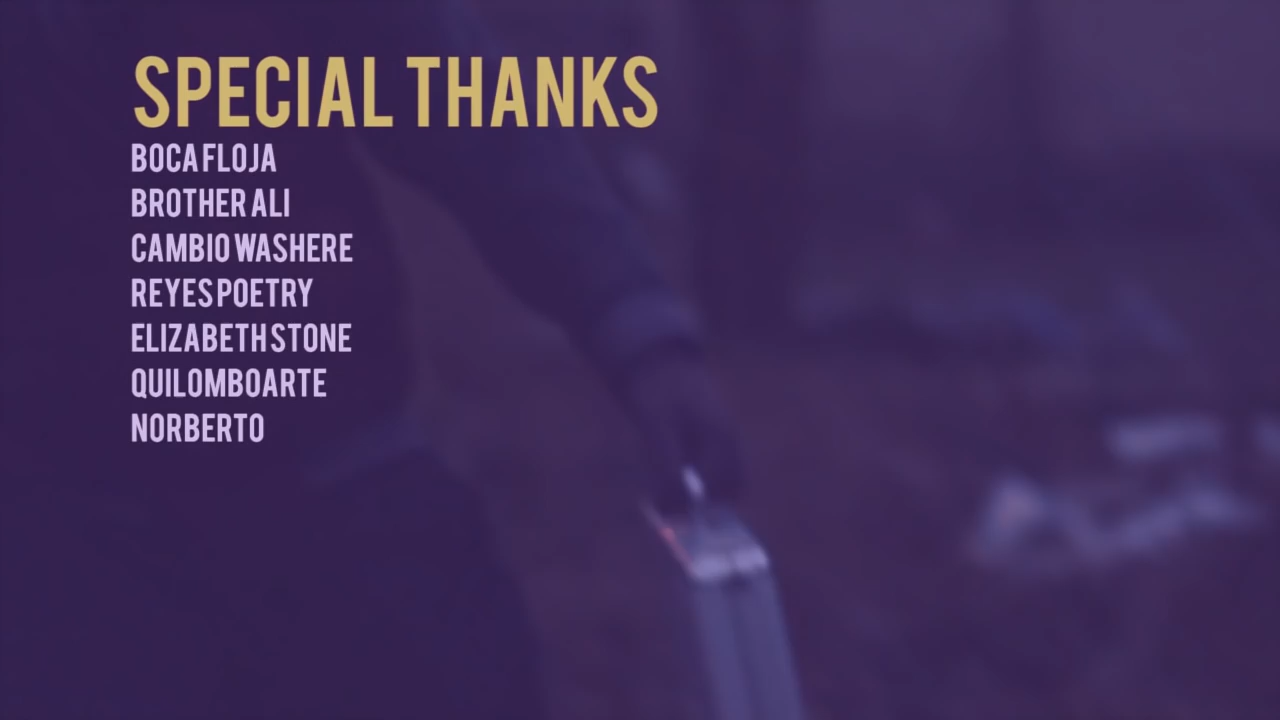 SPECIAL THANKS
BOCA FLOJA
BROTHER ALI
CAMBIO WASHERE
REYES POETRY
ELIZABETH STONE
QUILOMBOARTE
NORBERTO